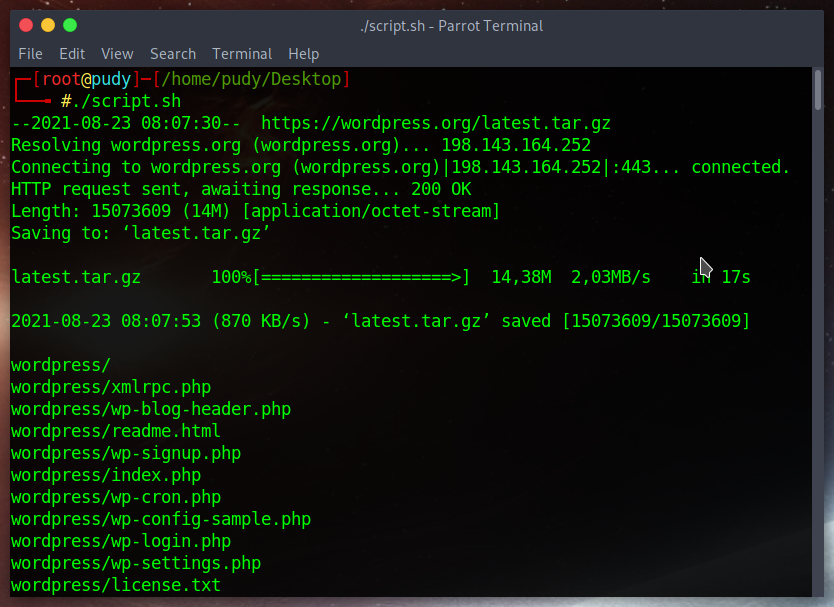 ./script.sh - Parrot Terminal
File Edit View Search Terminal Help
┌─[root@pudy]─[/home/pudy/Desktop]
└──╼ #./script.sh
--2021-08-23 08:07:30--  https://wordpress.org/latest.tar.gz
Resolving wordpress.org (wordpress.org)... 198.143.164.252
Connecting to wordpress.org (wordpress.org)|198.143.164.252|:443... connected.
HTTP request sent, awaiting response... 200 OK
Length: 15073609 (14M) [application/octet-stream]
Saving to: ‘latest.tar.gz’
latest.tar.gz       100%[===================>]  14,38M  2,03MB/s    in 17s
2021-08-23 08:07:53 (870 KB/s) - ‘latest.tar.gz’ saved [15073609/15073609]
wordpress/
wordpress/xmlrpc.php
wordpress/wp-blog-header.php
wordpress/readme.html
wordpress/wp-signup.php
wordpress/index.php
wordpress/wp-cron.php
wordpress/wp-config-sample.php
wordpress/wp-login.php
wordpress/wp-settings.php
wordpress/license.txt